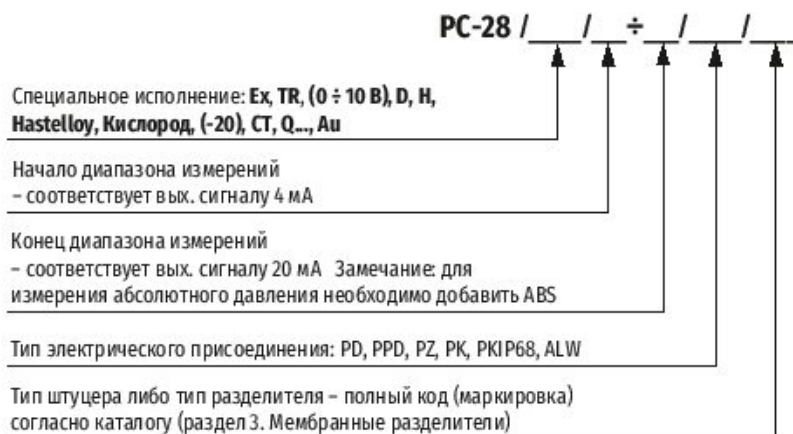 PC-28 /____/___÷___/____/____
Специальное исполнение: Ex, TR, (0 ÷ 10 В), D, H,
Hastelloy, Кислород, (-20), CT, Q..., Au
Начало диапазона измерений
– соответствует вых. сигналу 4 мА
Конец диапазона измерений
– соответствует вых. сигналу 20 мА Замечание: для
измерения абсолютного давления необходимо добавить ABS
Тип электрического присоединения: PD, PPD, PZ, PK, PKIP68, ALW
Тип штуцера либо тип разделителя – полный код (маркировка)
согласно каталогу (раздел 3. Мембранные разделители)